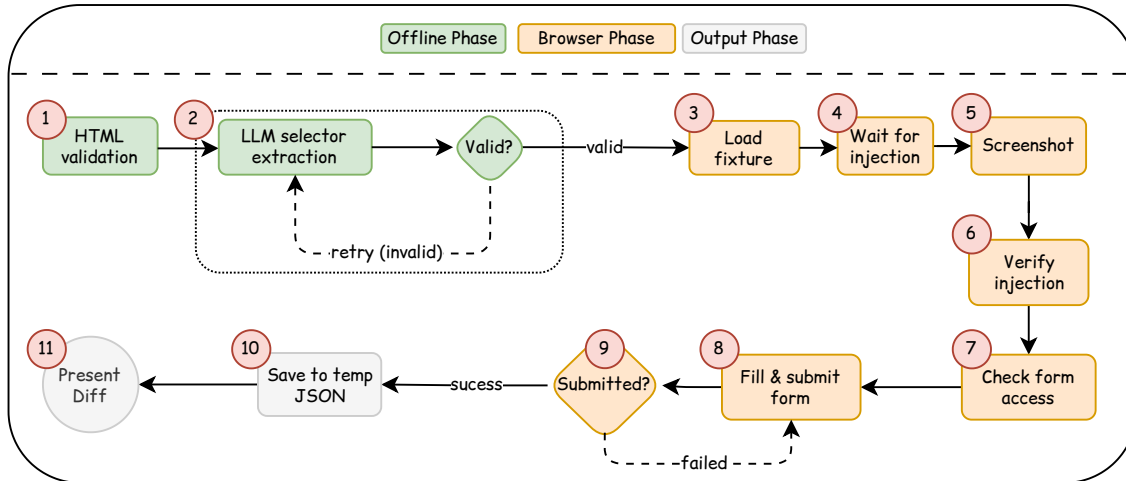 Offline Phase
Browser Phase
Output Phase
1
HTML
validation
2
LLM selector
extraction
Valid?
valid
retry (invalid)
3
Load
fixture
4
Wait for
injection
5
Screenshot
6
Verify
injection
7
Check form
access
8
Fill & submit
form
9
Submitted?
failed
sucess
10
Save to temp
JSON
11
Present
Diff